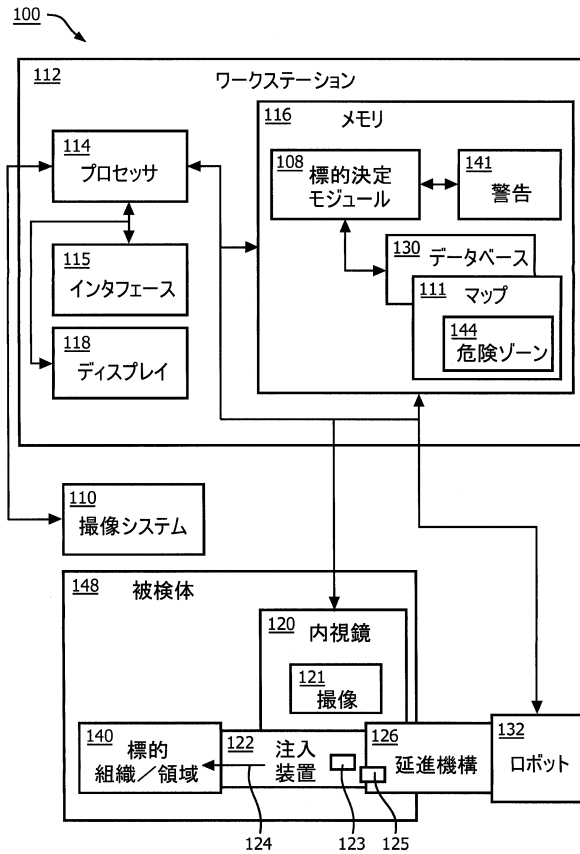 100
112
ワークステーション
114
プロセッサ
115
インタフェース
118
ディスプレイ
116
メモリ
108
標的決定
モジュール
141
警告
130
データベース
111
マップ
144
危険ゾーン
110
撮像システム
148
被検体
120
内視鏡
121
撮像
140
標的
組織／領域
122
注入
装置
126
延進機構
132
ロボット
124
123
125